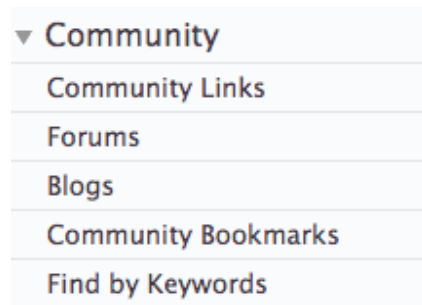 Community
Community Links
Forums
Blogs
Community Bookmarks
Find by Keywords